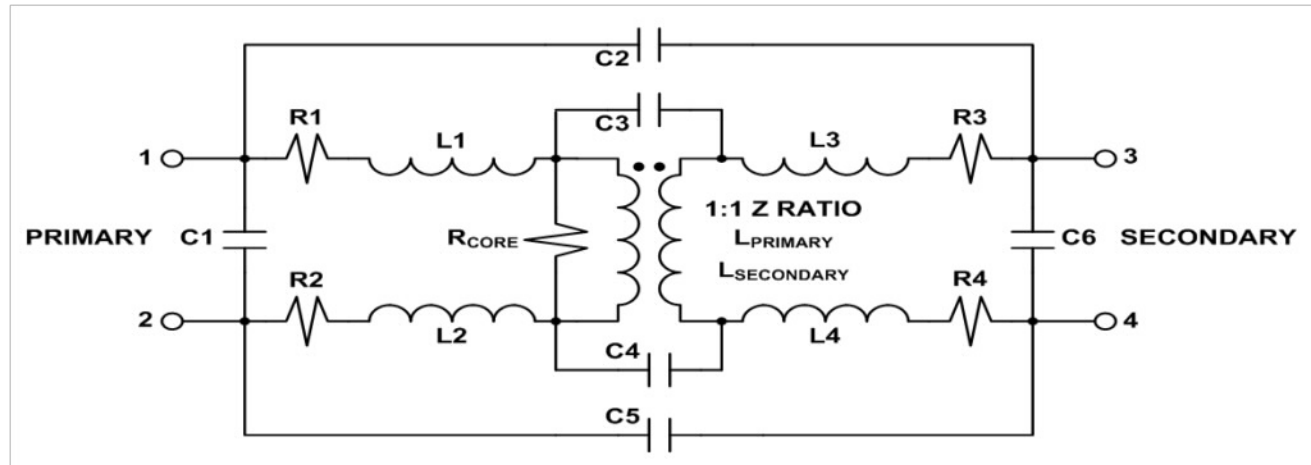 C2
C3
R1
L1
L3
R3
1
3
1:1 Z RATIO
PRIMARY
C1
RCORE
LPRIMARY
C6
SECONDARY
LSECONDARY
R2
R4
2
4
L2
L4
C4
C5